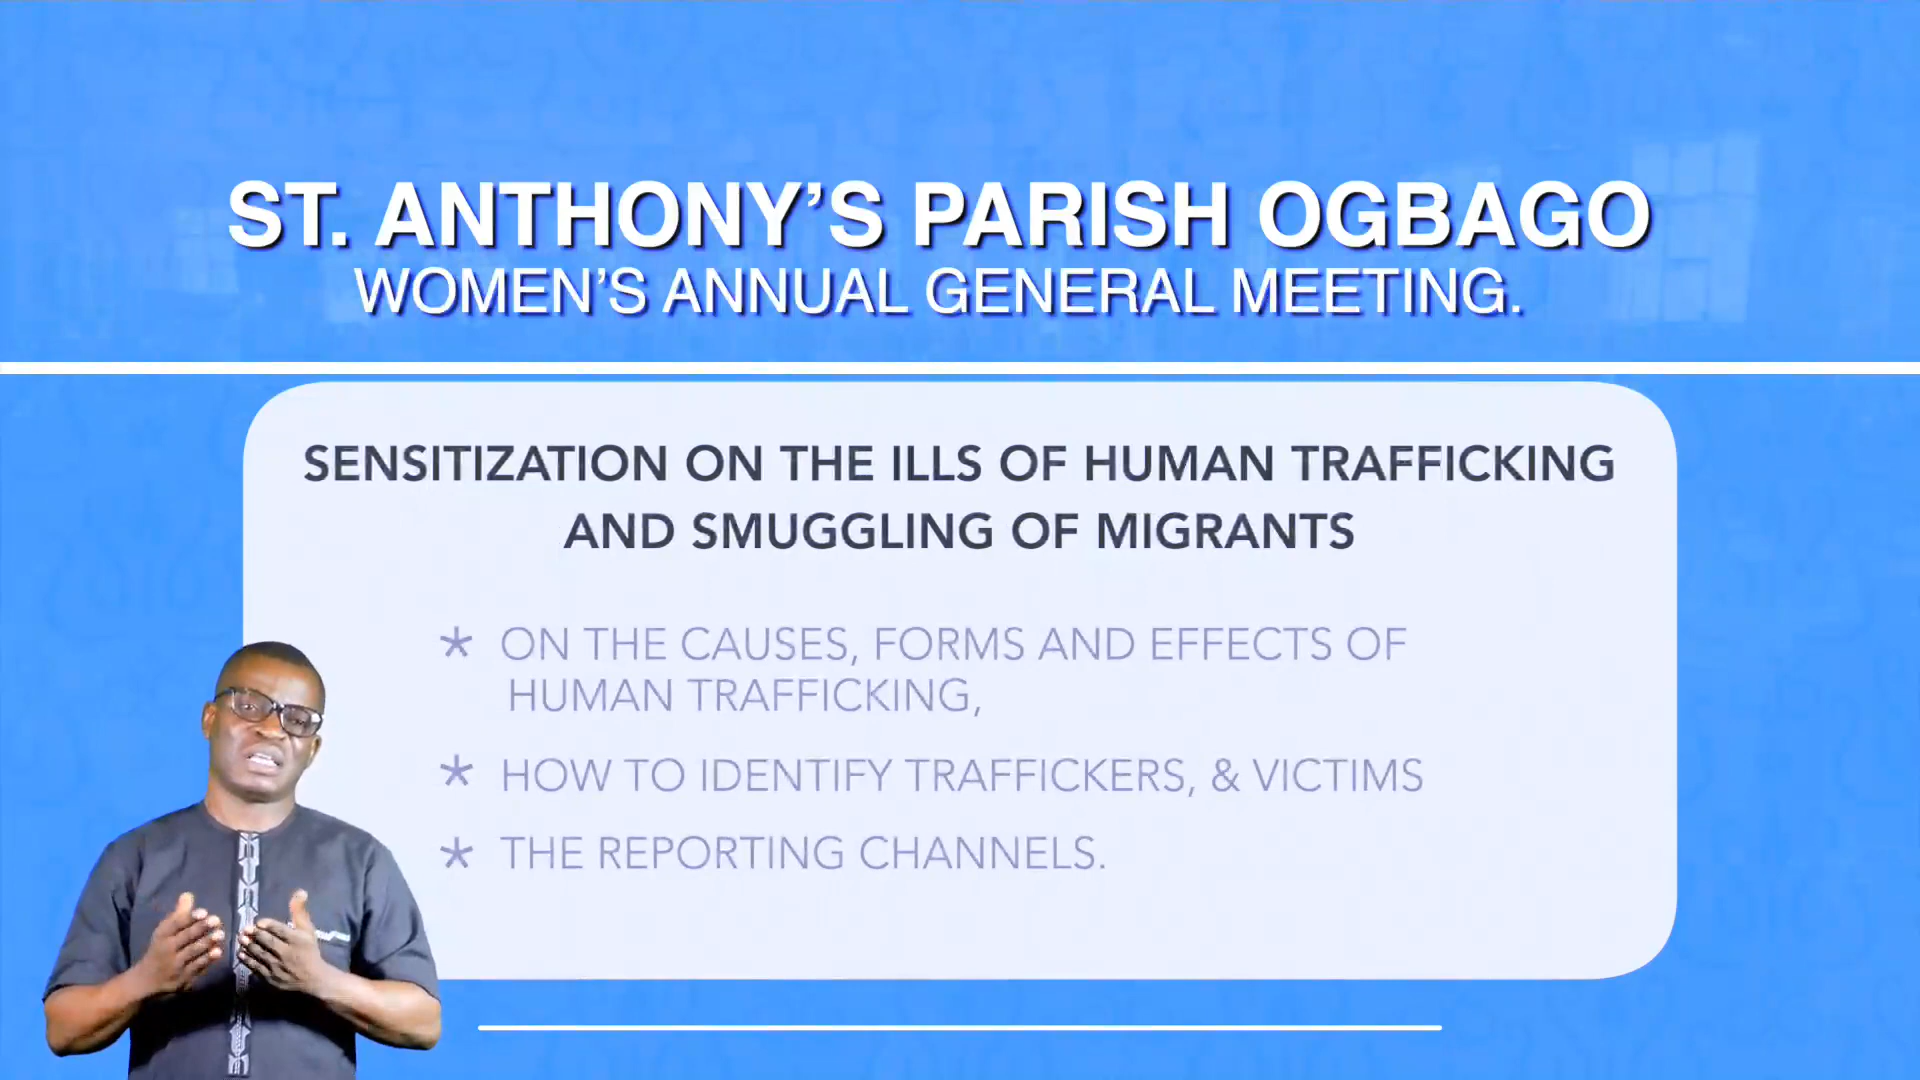 ST. ANTHONY'S PARISH OGBAGO
WOMEN'S ANNUAL GENERAL MEETING.
SENSITIZATION ON THE ILLS OF HUMAN TRAFFICKING
AND SMUGGLING OF MIGRANTS
* ON THE CAUSES, FORMS AND EFFECTS OF
HUMAN TRAFFICKING,
* HOW TO IDENTIFY TRAFFICKERS, & VICTIMS
* THE REPORTING CHANNELS.